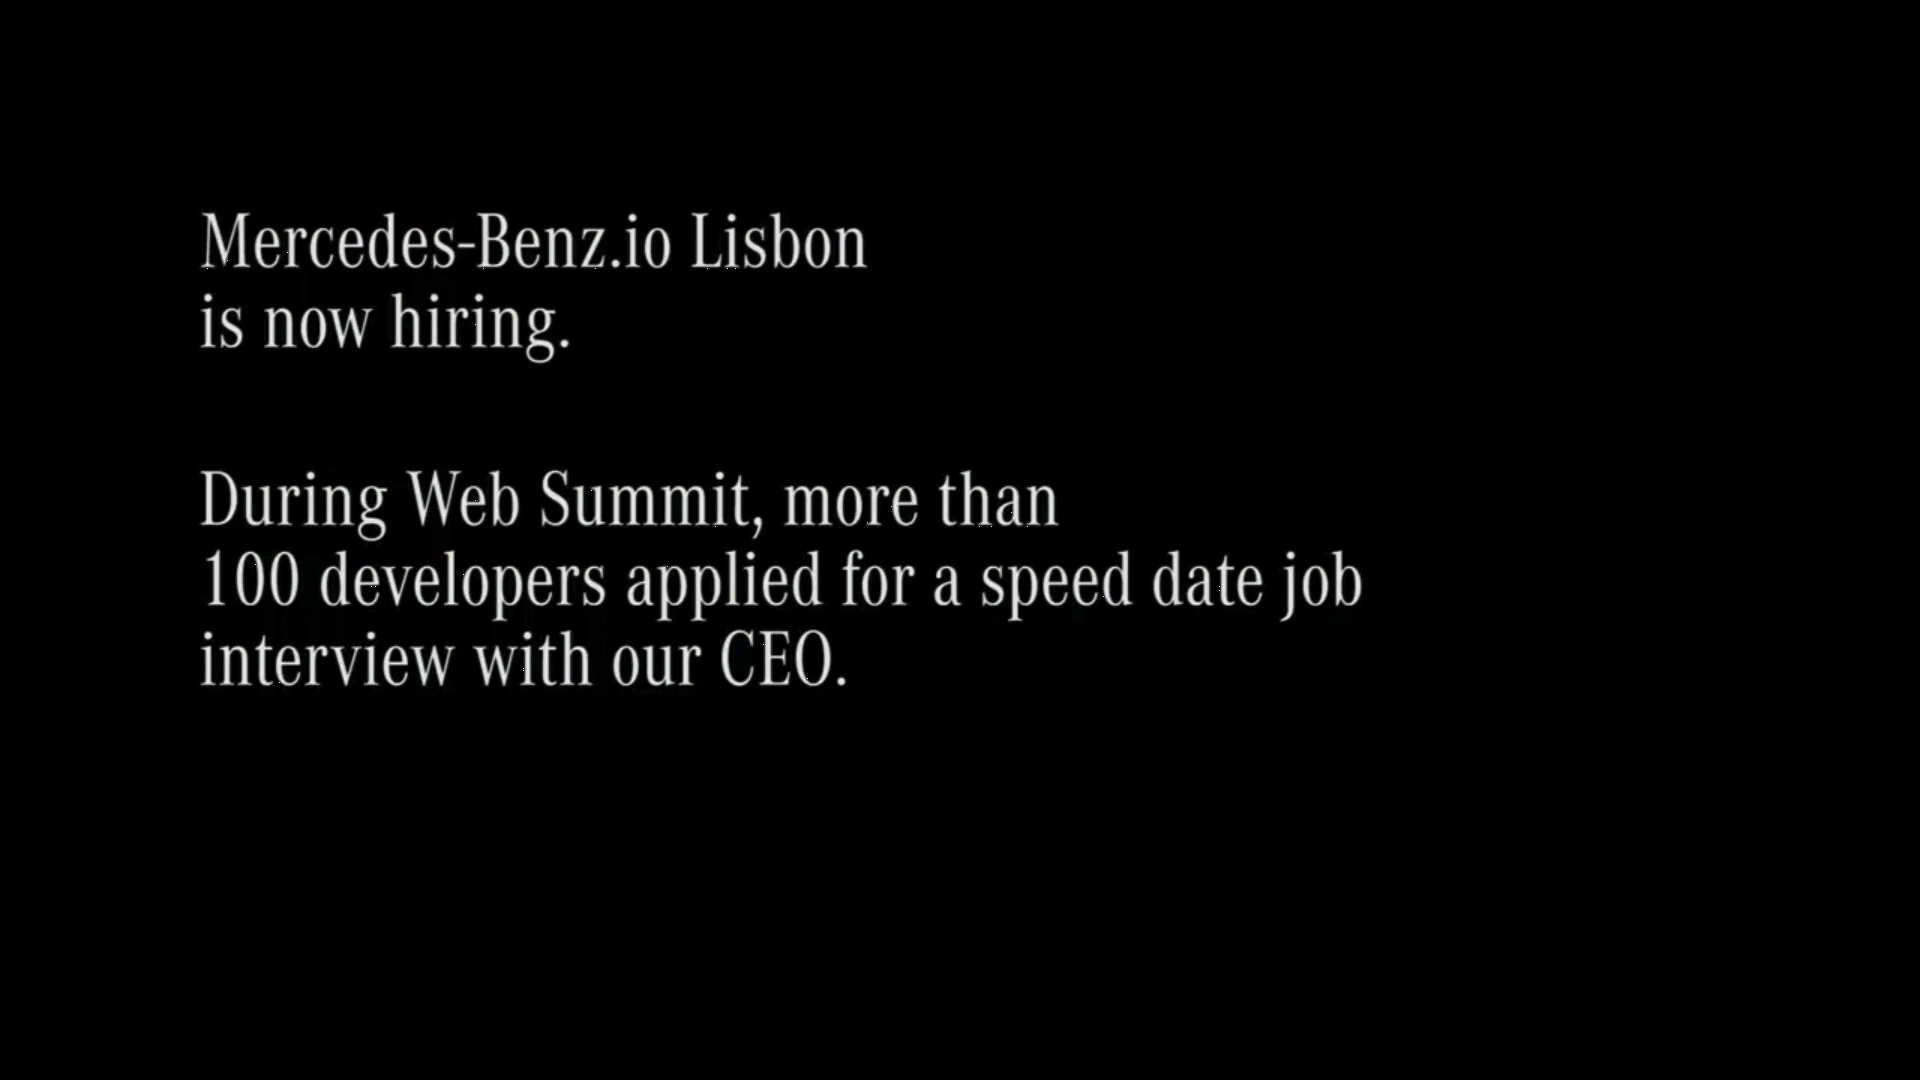 Mercedes-Benz.io Lisbon
is now hiring.
During Web Summit, more than
100 developers applied for a speed date job
interview with our CEO.